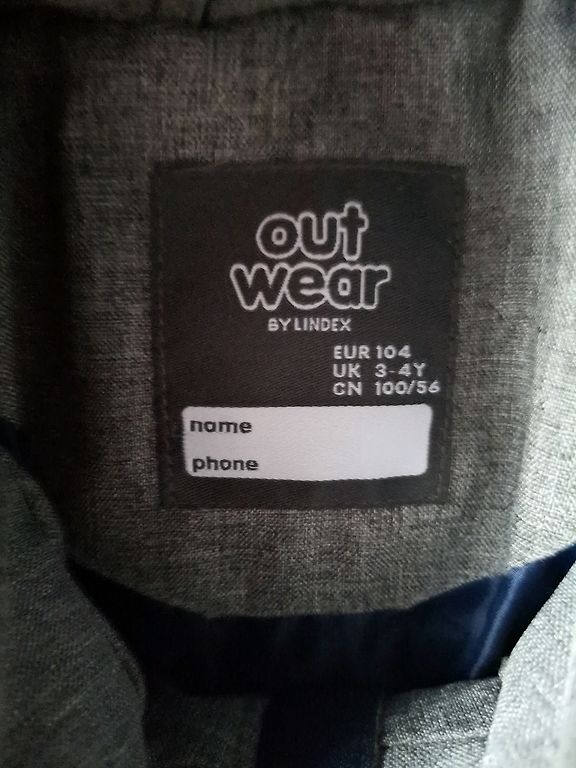 out
wear
BY LINDEX
EUR 104
UK 3-4Y
CN 100/56
name
phone